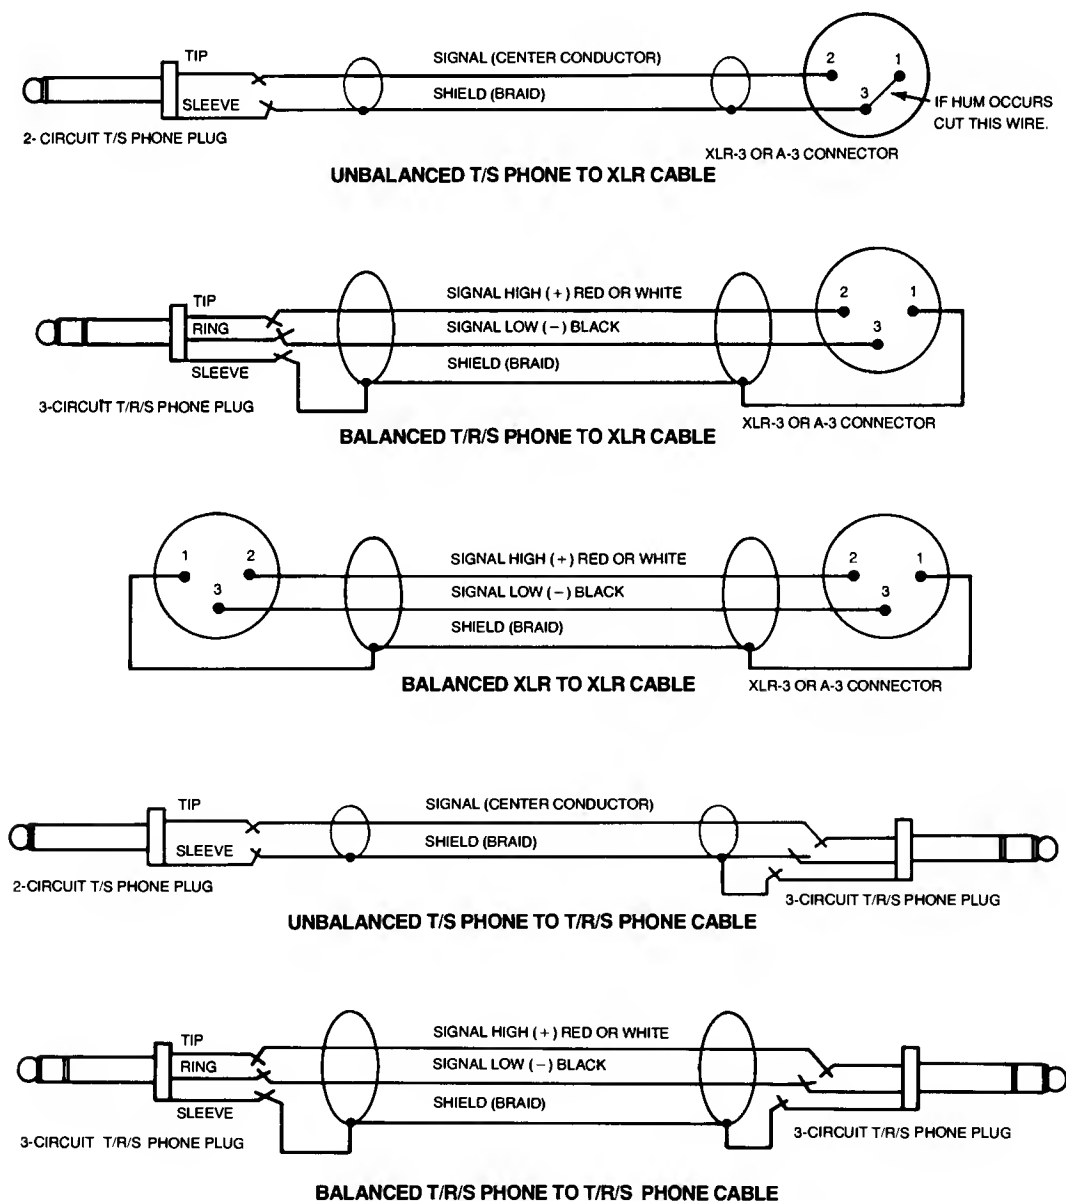 TIP
SIGNAL (CENTER CONDUCTOR)
2
1
SLEEVE
SHIELD (BRAID)
3
IF HUM OCCURS
CUT THIS WIRE.
2- CIRCUIT T/S PHONE PLUG
XLR-3 OR A-3 CONNECTOR
UNBALANCED T/S PHONE TO XLR CABLE
TIP
SIGNAL HIGH (+) RED OR WHITE
2
1
RING
SIGNAL LOW (−) BLACK
3
SLEEVE
SHIELD (BRAID)
3-CIRCUIT T/R/S PHONE PLUG
XLR-3 OR A-3 CONNECTOR
BALANCED T/R/S PHONE TO XLR CABLE
1
2
SIGNAL HIGH (+) RED OR WHITE
2
1
3
SIGNAL LOW (−) BLACK
3
SHIELD (BRAID)
BALANCED XLR TO XLR CABLE
XLR-3 OR A-3 CONNECTOR
TIP
SIGNAL (CENTER CONDUCTOR)
SLEEVE
SHIELD (BRAID)
2-CIRCUIT T/S PHONE PLUG
3-CIRCUIT T/R/S PHONE PLUG
UNBALANCED T/S PHONE TO T/R/S PHONE CABLE
TIP
SIGNAL HIGH (+) RED OR WHITE
RING
SIGNAL LOW (−) BLACK
SLEEVE
SHIELD (BRAID)
3-CIRCUIT T/R/S PHONE PLUG
3-CIRCUIT T/R/S PHONE PLUG
BALANCED T/R/S PHONE TO T/R/S PHONE CABLE